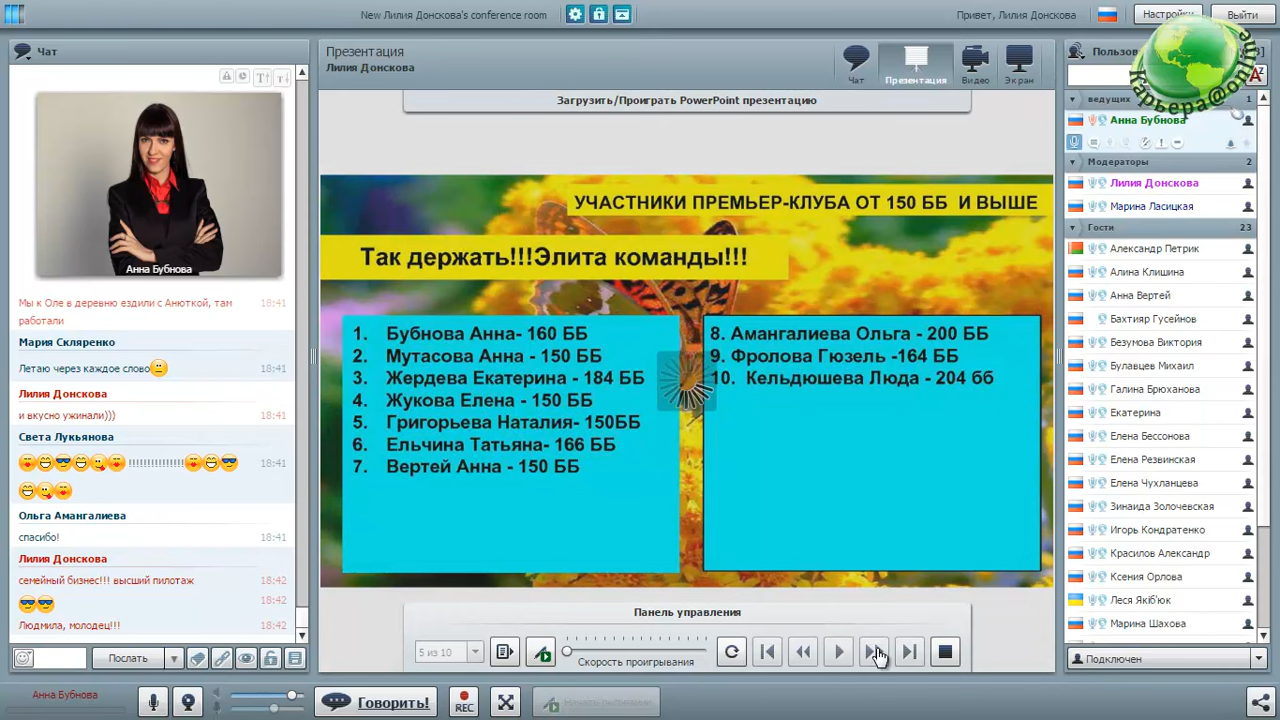 New Лилия Донскова's conference room
Привет, Лилия Донскова
Настройки
Выйти
Чат
Анна Бубнова
Мы к Оле в деревню ездили с Анюткой, там
работали
18:41
Мария Скляренко
Летаю через каждое слово
18:41
Лилия Донскова
и вкусно ужинали)))
18:41
Света Лукьянова
!!!!!!!!!!!!!!!!
18:41
Ольга Амангалиева
спасибо!
18:41
Лилия Донскова
семейный бизнес!!! высший пилотаж
18:42
18:42
Людмила, молодец!!!
18:42
Послать
Презентация
Лилия Донскова
Чат
Презентация
Видео
Экран
Загрузить/Проиграть PowerPoint презентацию
УЧАСТНИКИ ПРЕМЬЕР-КЛУБА ОТ 150 ББ И ВЫШЕ
Так держать!!!Элита команды!!!
1. Бубнова Анна- 160 ББ
2. Мутасова Анна - 150 ББ
3. Жердева Екатерина - 184 ББ
4. Жукова Елена - 150 ББ
5. Григорьева Наталия- 150ББ
6. Ельчина Татьяна- 166 ББ
7. Вертей Анна - 150 ББ
8. Амангалиева Ольга - 200 ББ
9. Фролова Гюзель -164 ББ
10. Кельдюшева Люда - 204 бб
Панель управления
5 из 10
Скорость проигрывания
карьера@online
ведущих 1
Анна Бубнова
Модераторы 2
Лилия Донскова
Марина Ласицкая
Гости 23
Александр Петрик
Алина Клишина
Анна Вертей
Бахтияр Гусейнов
Безумова Виктория
Булавцев Михаил
Галина Брюханова
Екатерина
Елена Бессонова
Елена Резвинская
Елена Чухланцева
Зинаида Золочевская
Игорь Кондратенко
Красилов Александр
Ксения Орлова
Леся Якіб'юк
Марина Шахова
Подключен
Анна Бубнова
Говорить!
REC